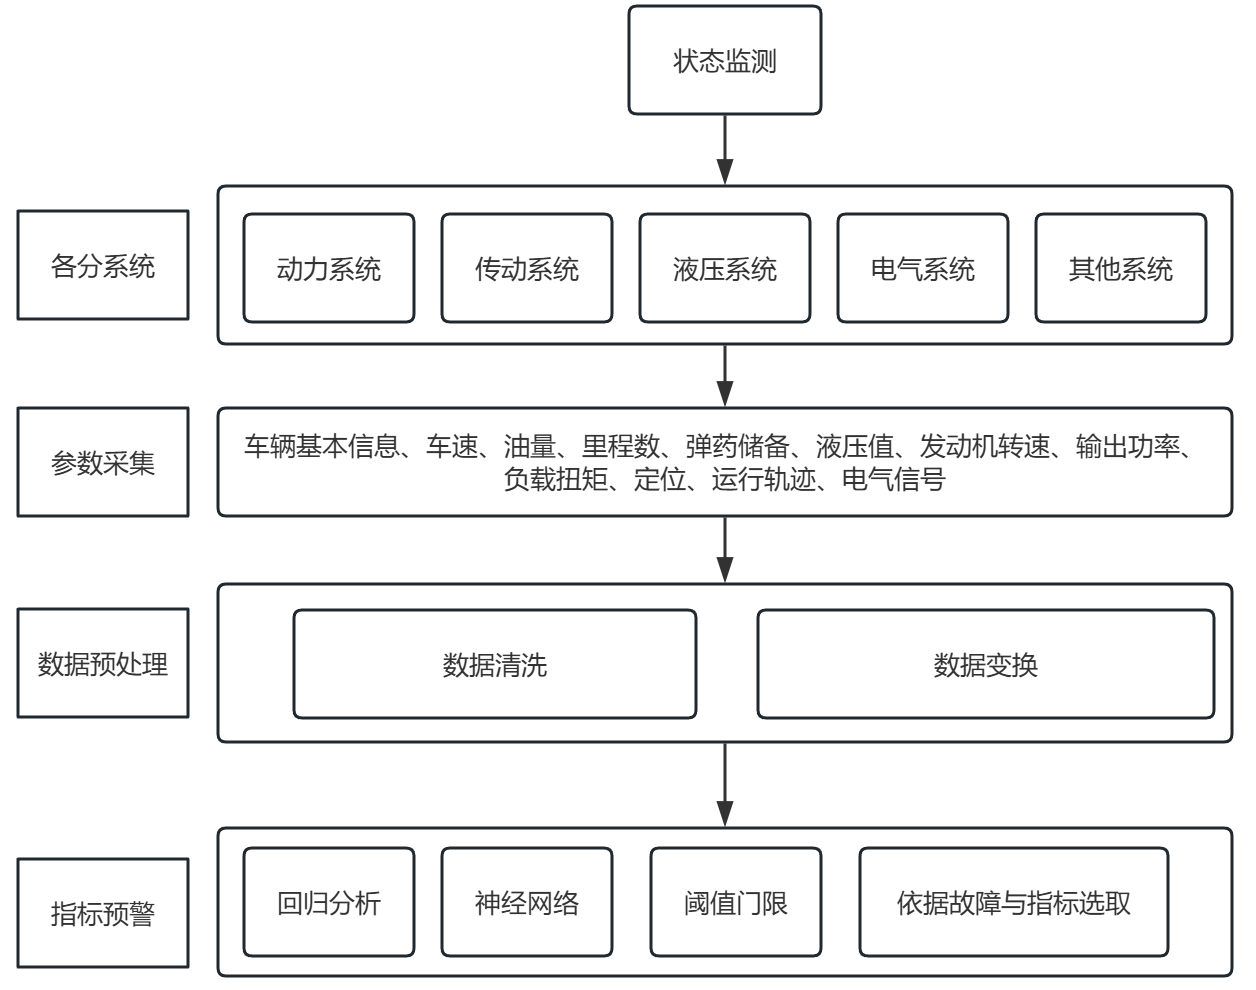 状态监测
各分系统
动力系统
传动系统
液压系统
电气系统
其他系统
参数采集
车辆基本信息、车速、油量、里程数、弹药储备、液压值、发动机转速、输出功率、
负载扭矩、定位、运行轨迹、电气信号
数据预处理
数据清洗
数据变换
指标预警
回归分析
神经网络
阈值门限
依据故障与指标选取